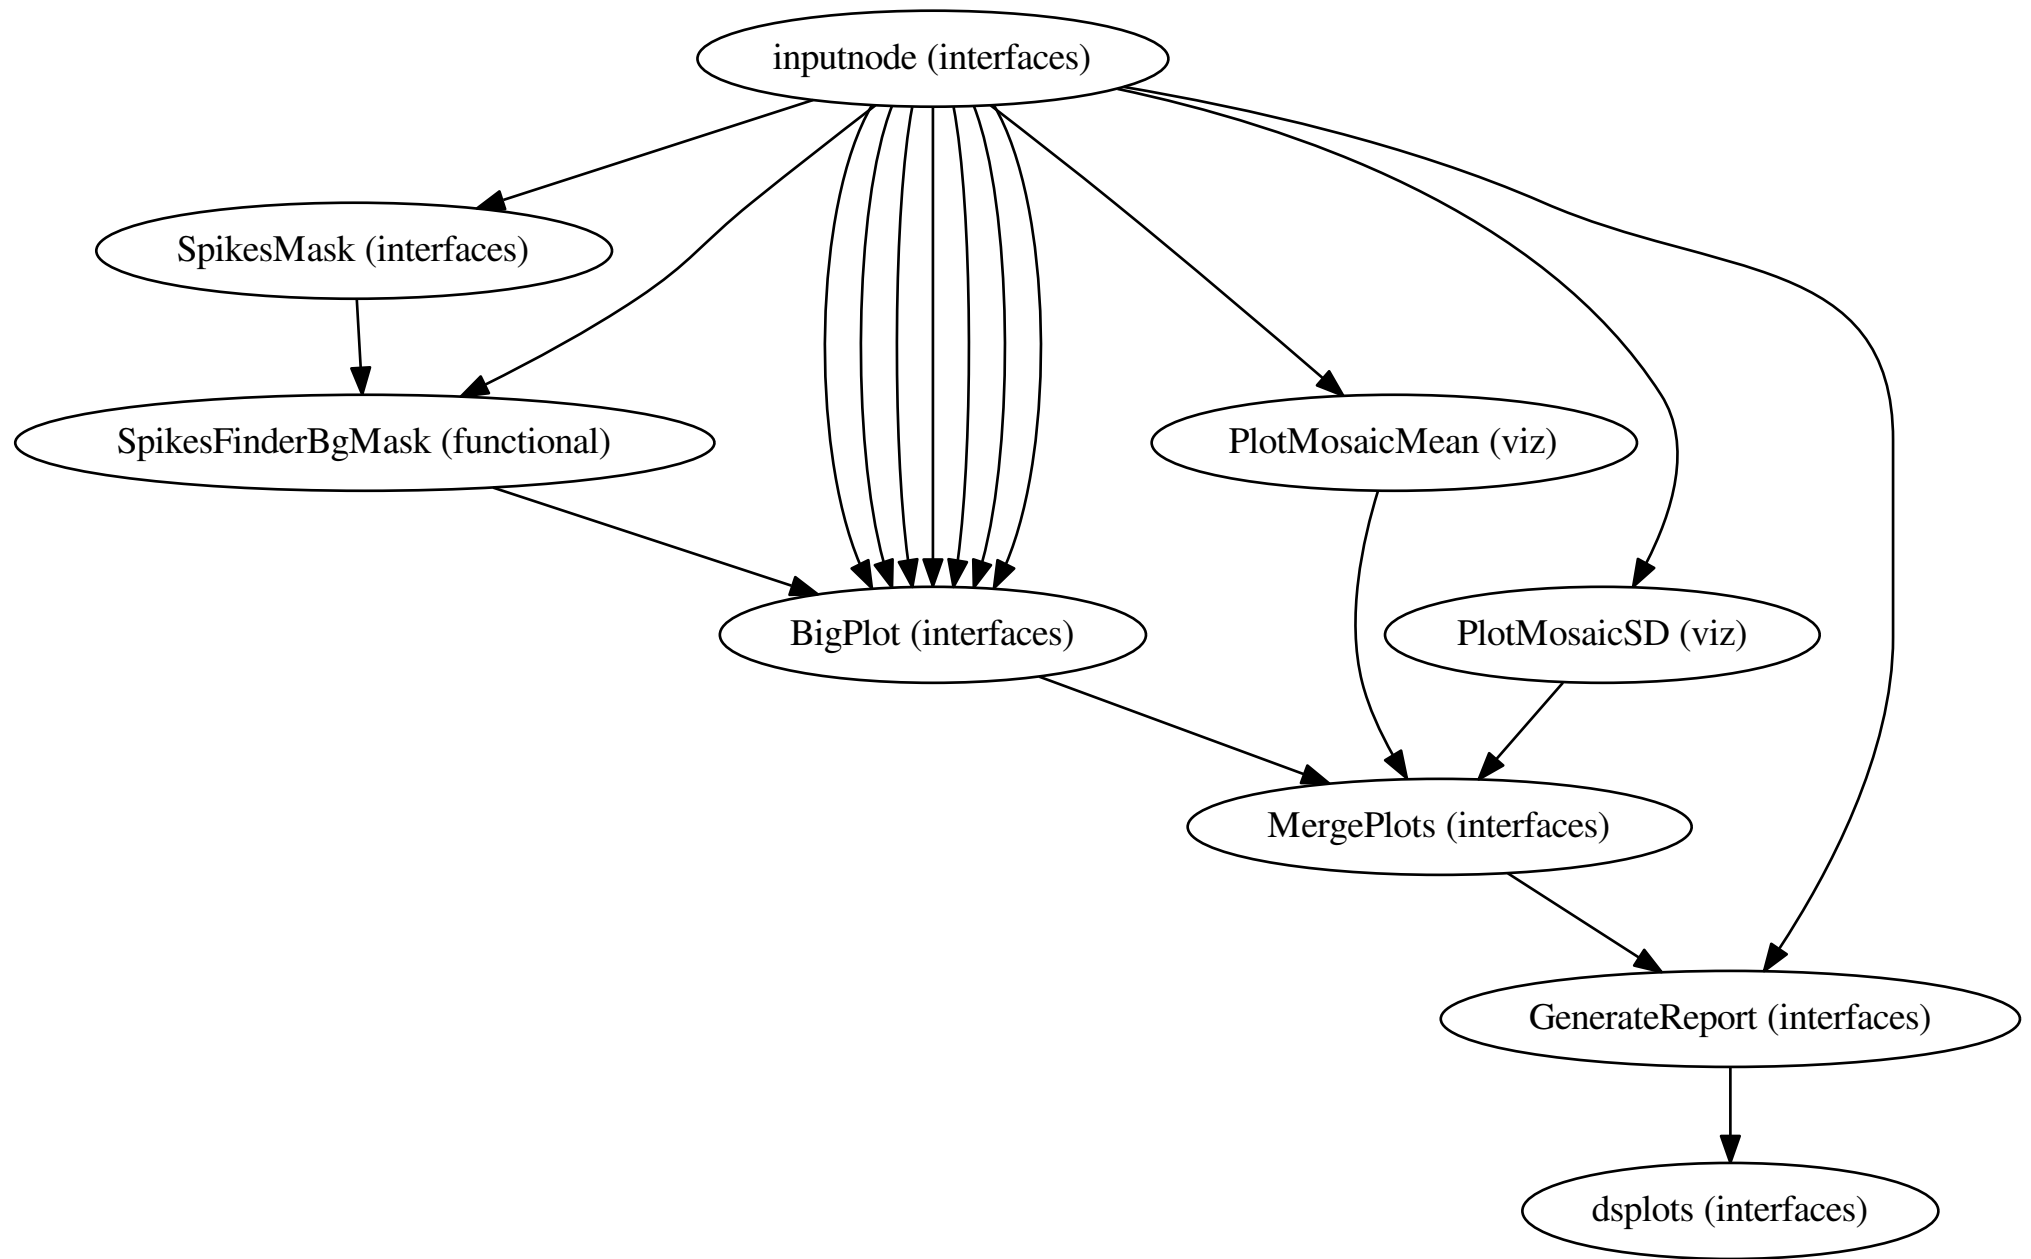 inputnode (interfaces)
SpikesMask (interfaces)
SpikesFinderBgMask (functional)
PlotMosaicMean (viz)
BigPlot (interfaces)
PlotMosaicSD (viz)
MergePlots (interfaces)
GenerateReport (interfaces)
dsplots (interfaces)